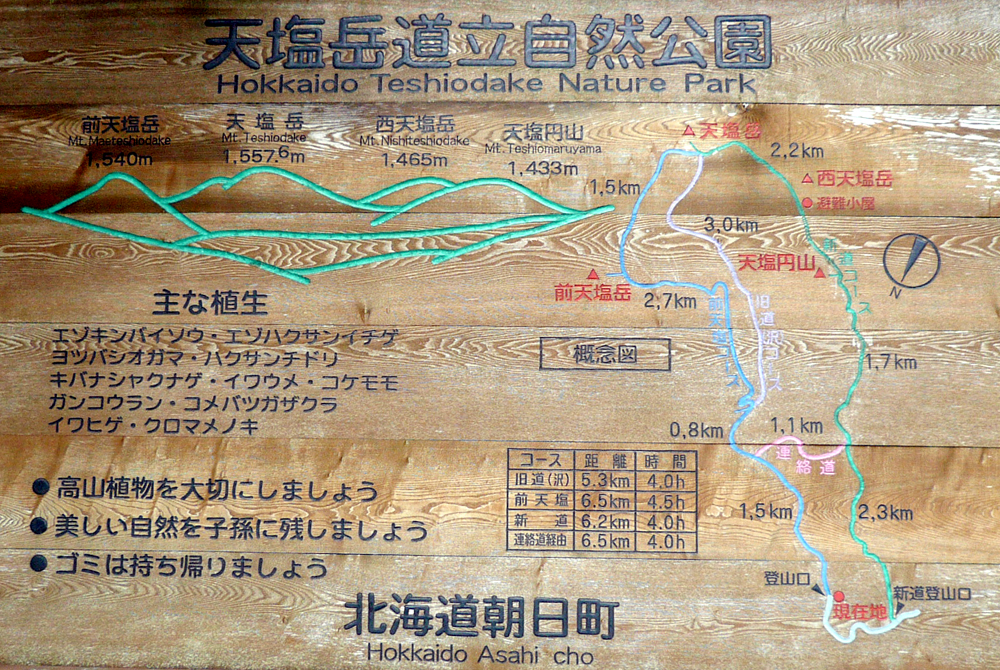 天塩岳道立自然公園
Hokkaido Teshiodake Nature Park
前天塩岳
Mt. Maeteshiodake
1,540m
天塩岳
Mt. Teshiodake
1,557.6m
西天塩岳
Mt. Nishiteshiodake
1,465m
天塩円山
Mt. Teshiomaruyama
1,433m
主な植生
エゾキンバイソウ・エゾハクサンイチゲ
ヨツバシオガマ・ハクサンチドリ
キバナシャクナゲ・イワウメ・コケモモ
ガンコウラン・コメバツガザクラ
イワヒゲ・クロマメノキ
●高山植物を大切にしましょう
●美しい自然を子孫に残しましょう
●ゴミは持ち帰りましょう
天塩岳
2,2km
西天塩岳
避難小屋
1,5km
3,0km
新道コース
天塩円山
N
前天塩岳
2,7km
旧道沢コース
概念図
1,7km
0,8km
1,1km
連絡道
コース 距離 時間
旧道(沢) 5.3km 4.0h
前天塩 6.5km 4.5h
新道 6.2km 4.0h
連絡道経由 6.5km 4.0h
1,5km
2,3km
登山口
新道登山口
現在地
北海道朝日町
Hokkaido Asahi cho